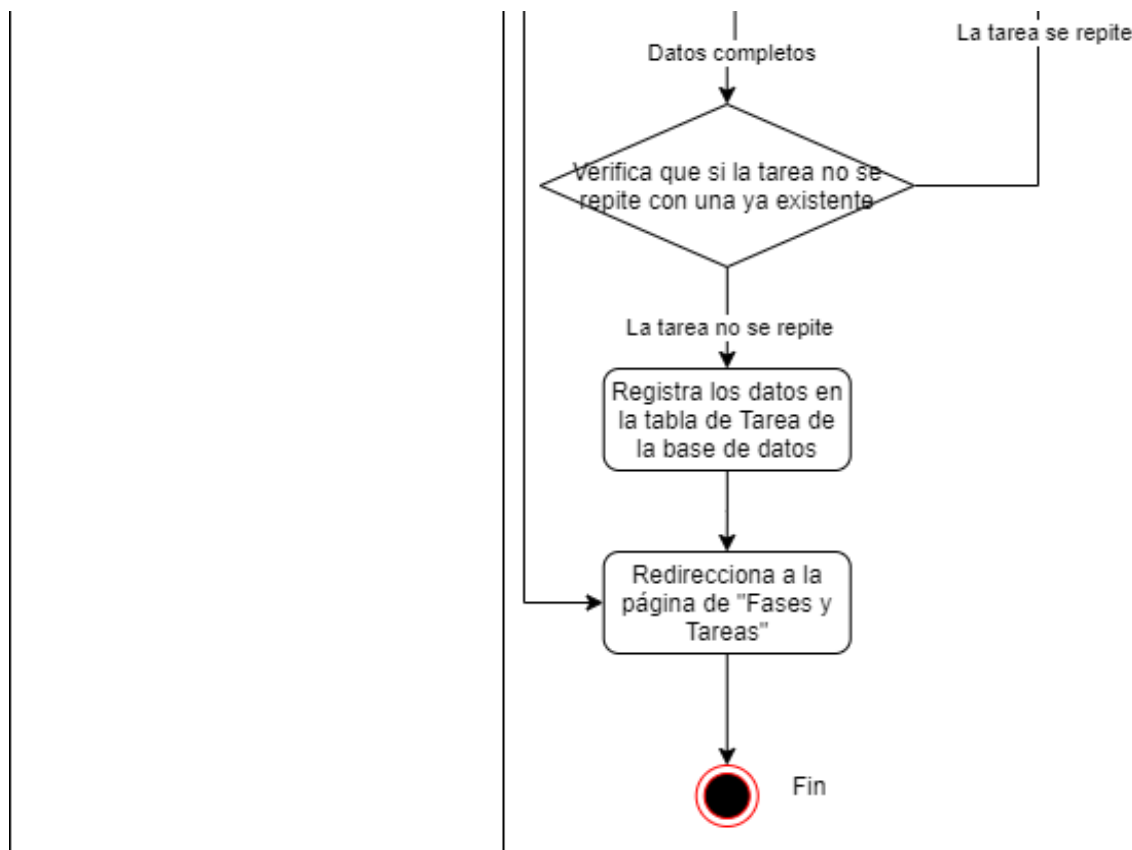 La tarea se repite
Datos completos
Verifica que si la tarea no se
repite con una ya existente
La tarea no se repite
Registra los datos en
la tabla de Tarea de
la base de datos
Redirecciona a la
página de "Fases y
Tareas"
Fin